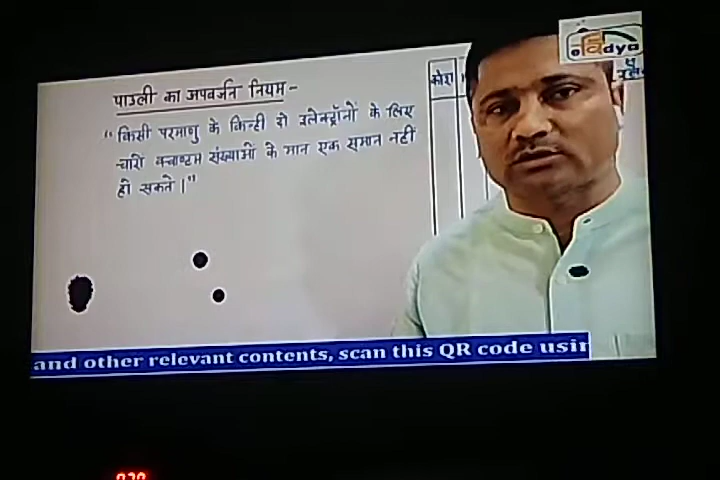 पाउली का अपवर्जन नियम-
"किसी परमाणु के किन्हीं दो इलेक्ट्रॉनों के लिए
चारों क्वाण्टम संख्याओं के मान एक समान नहीं
हो सकते।"
कोश
vidya
and other relevant contents, scan this QR code usin